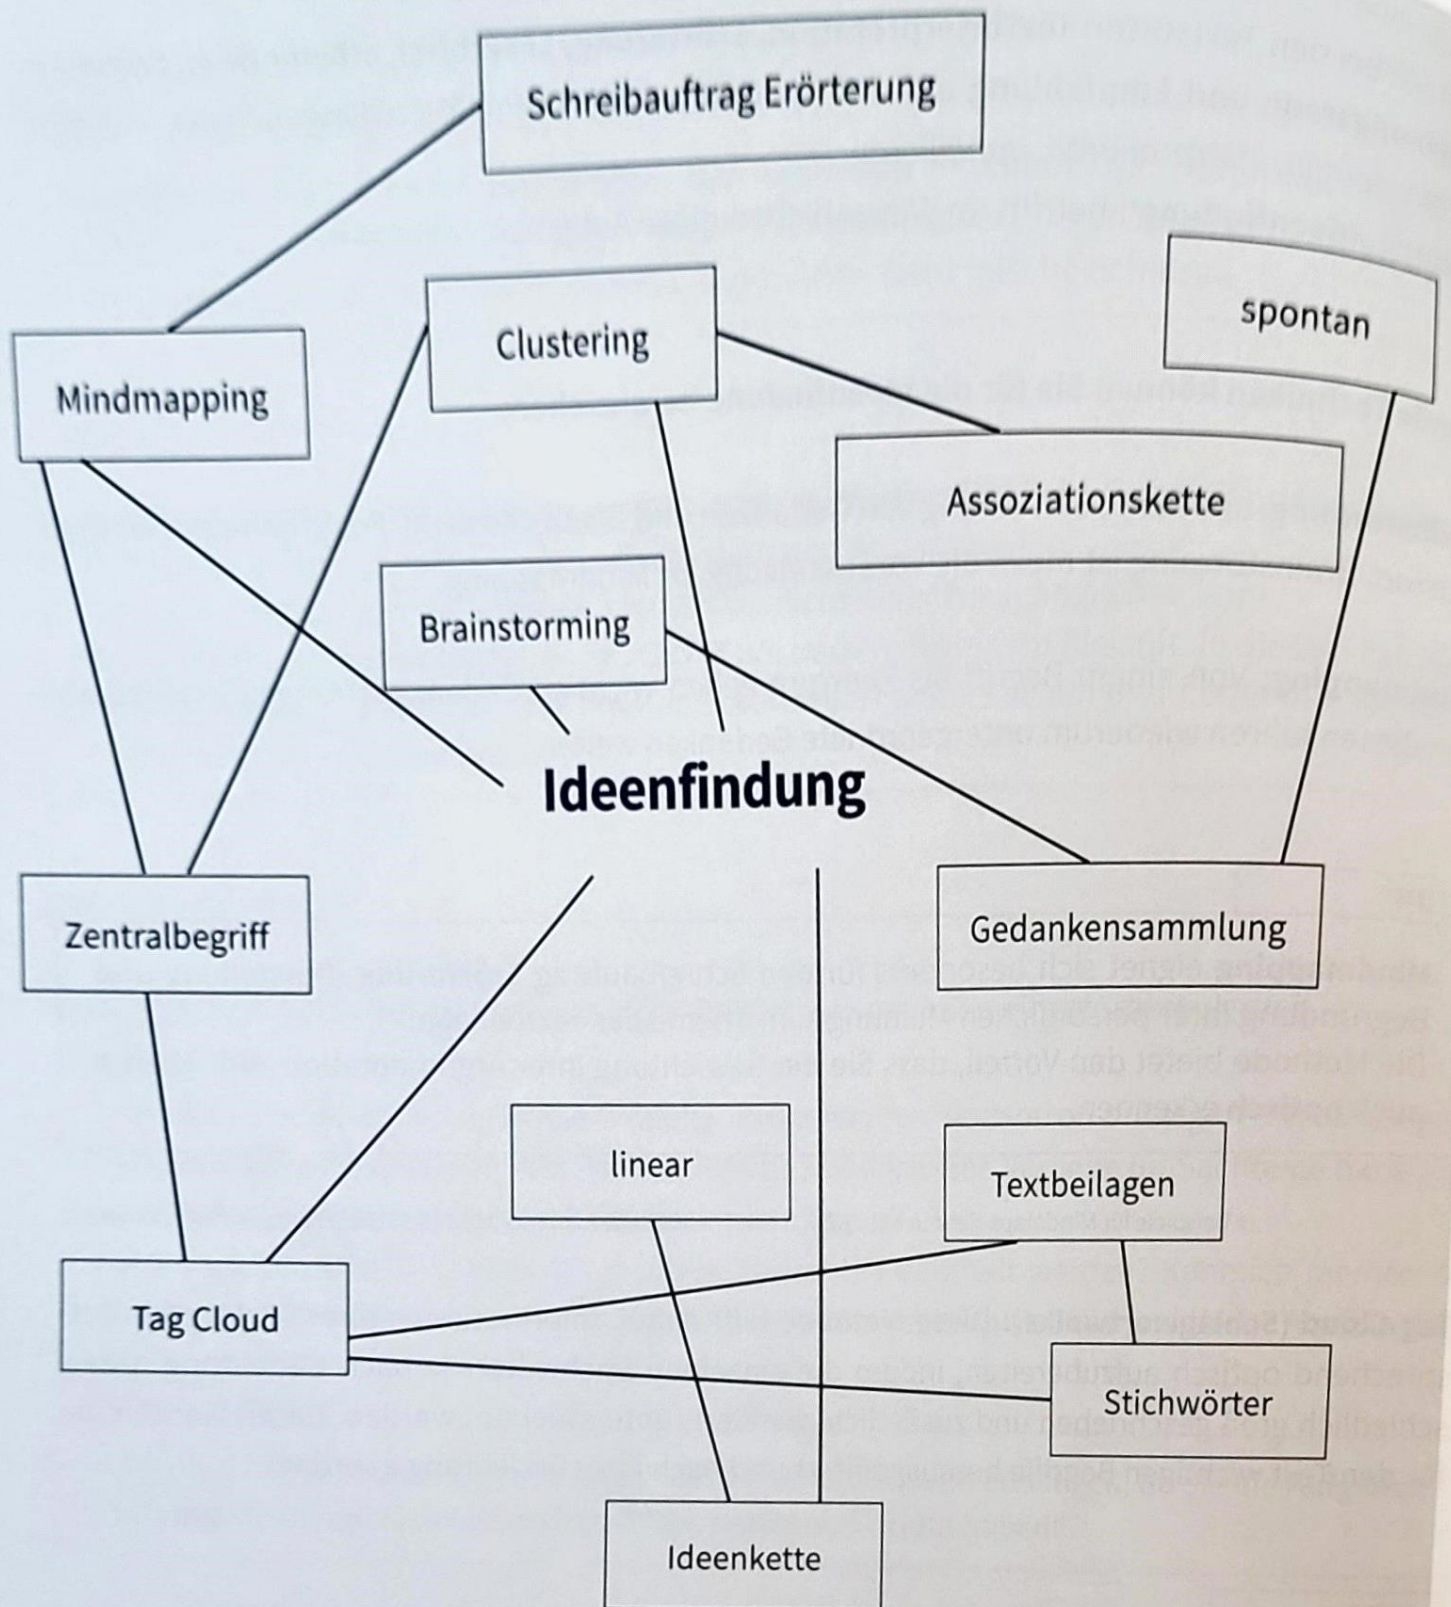 Schreibauftrag Erörterung
spontan
Clustering
Mindmapping
Assoziationskette
Brainstorming
Ideenfindung
Zentralbegriff
Gedankensammlung
linear
Textbeilagen
Tag Cloud
Stichwörter
Ideenkette